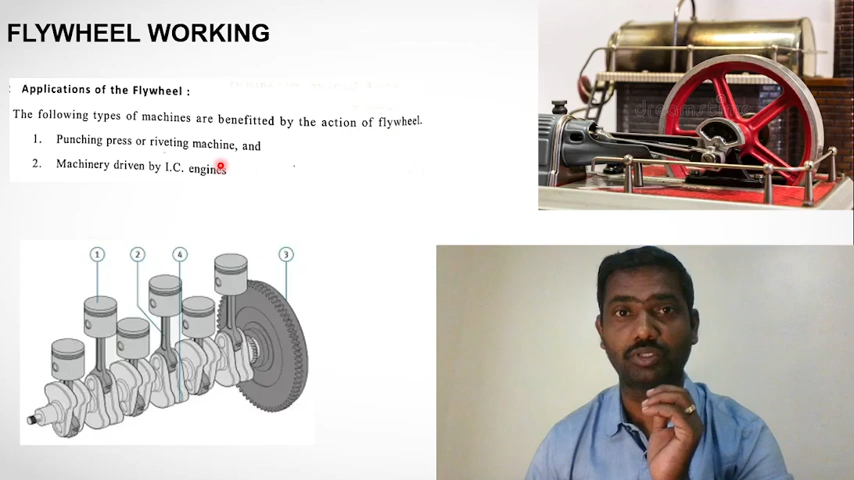 FLYWHEEL WORKING
: Applications of the Flywheel :
The following types of machines are benefitted by the action of flywheel.
1. Punching press or riveting machine, and
2. Machinery driven by I.C. engines
dreamstime
1 2 4 3